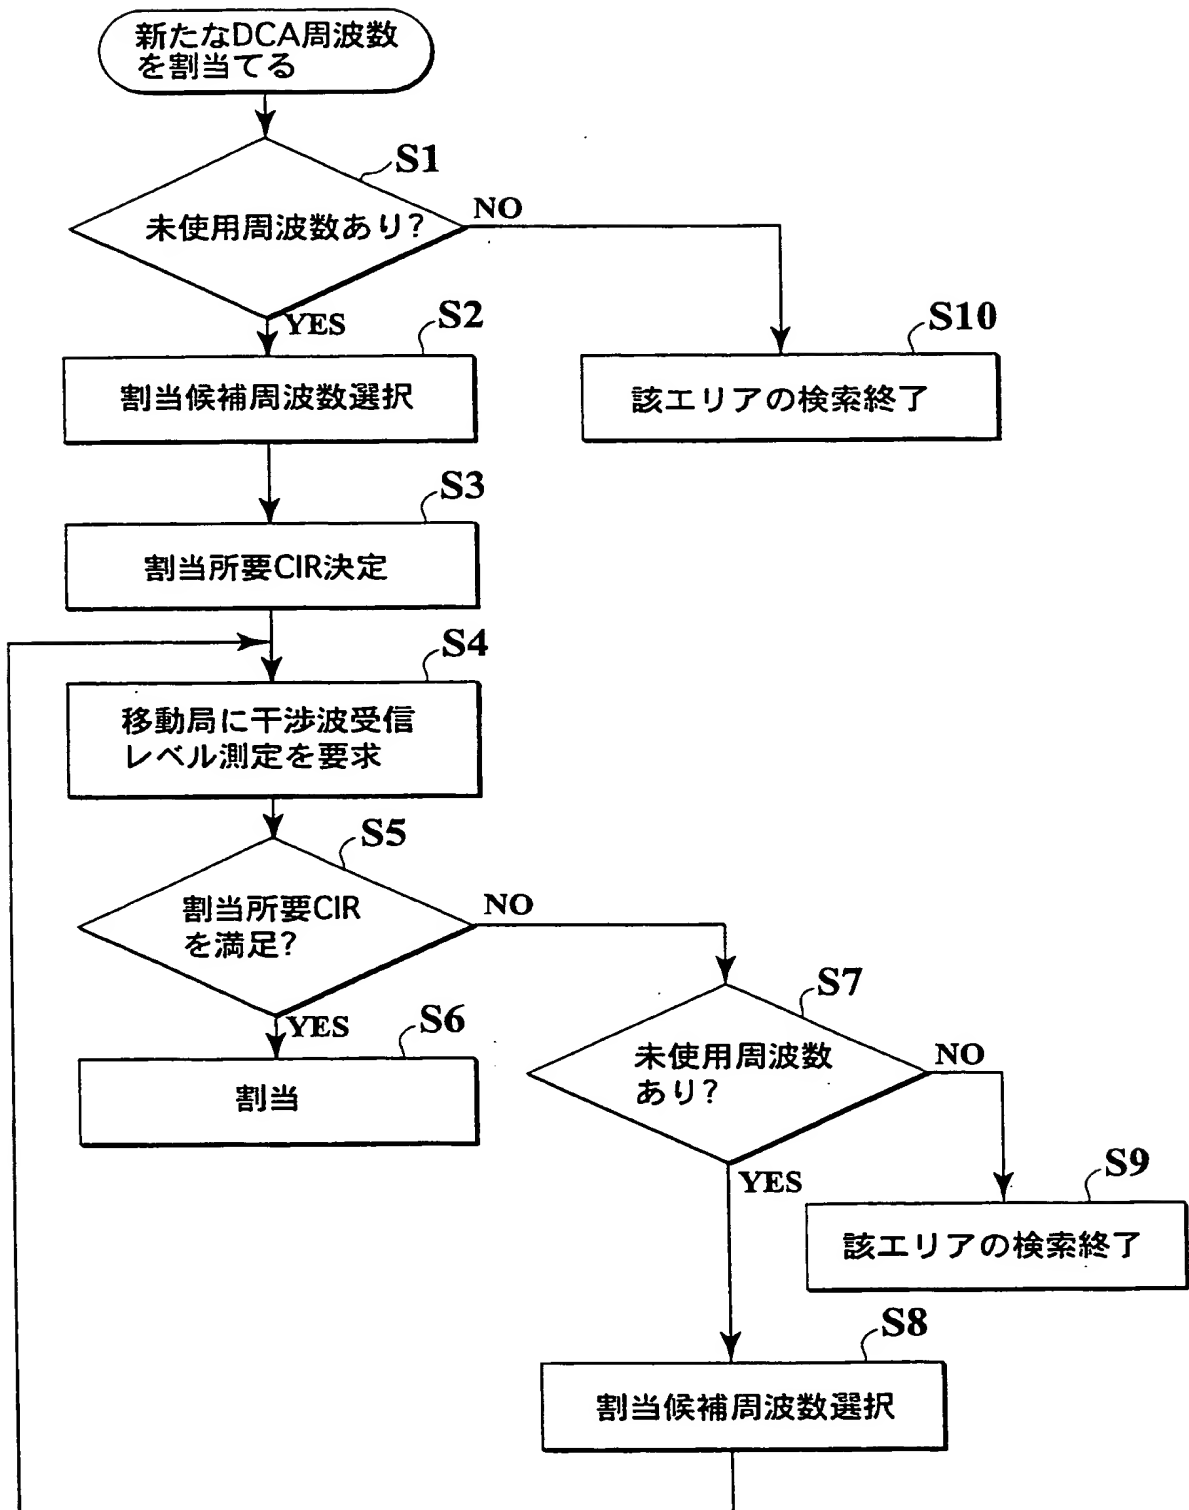 新たなDCA周波数
を割当てる
S1
未使用周波数あり?
NO
YES
S2
割当候補周波数選択
S10
該エリアの検索終了
S3
割当所要CIR決定
S4
移動局に干渉波受信
レベル測定を要求
S5
割当所要CIR
を満足?
NO
YES
S6
割当
S7
未使用周波数
あり?
NO
YES
S9
該エリアの検索終了
S8
割当候補周波数選択